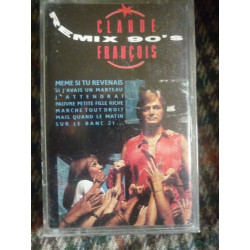 CLAUDE
REMIX 90'S
FRANÇOIS
MEME SI TU REVENAIS
SI J'AVAIS UN MARTEAU
J'ATTENDRAI
PAUVRE PETITE FILLE RICHE
MARCHE TOUT DROIT
MAIS QUAND LE MATIN
SUR LE BANC 21...